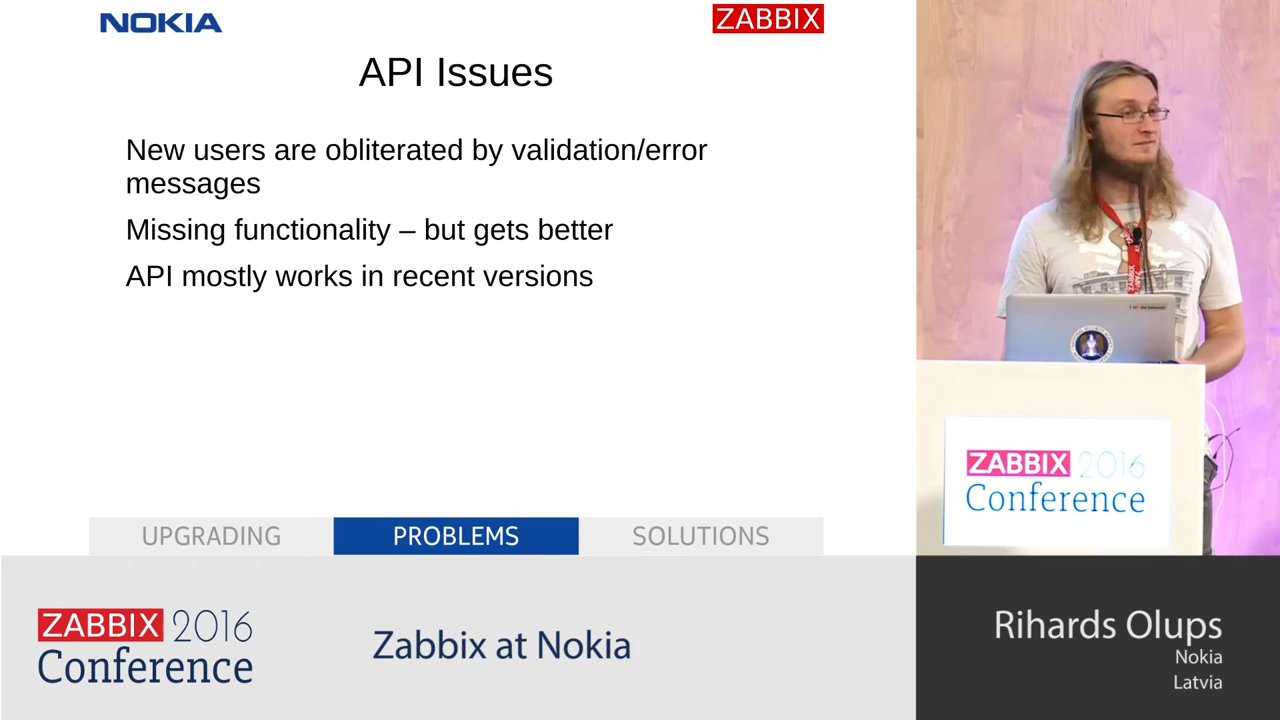 NOKIA
ZABBIX
API Issues
New users are obliterated by validation/error
messages
Missing functionality – but gets better
API mostly works in recent versions
UPGRADING
PROBLEMS
SOLUTIONS
ZABBIX 2016
Conference
Zabbix at Nokia
ZABBIX
ZABBIX 2016
Conference
Rihards Olups
Nokia
Latvia